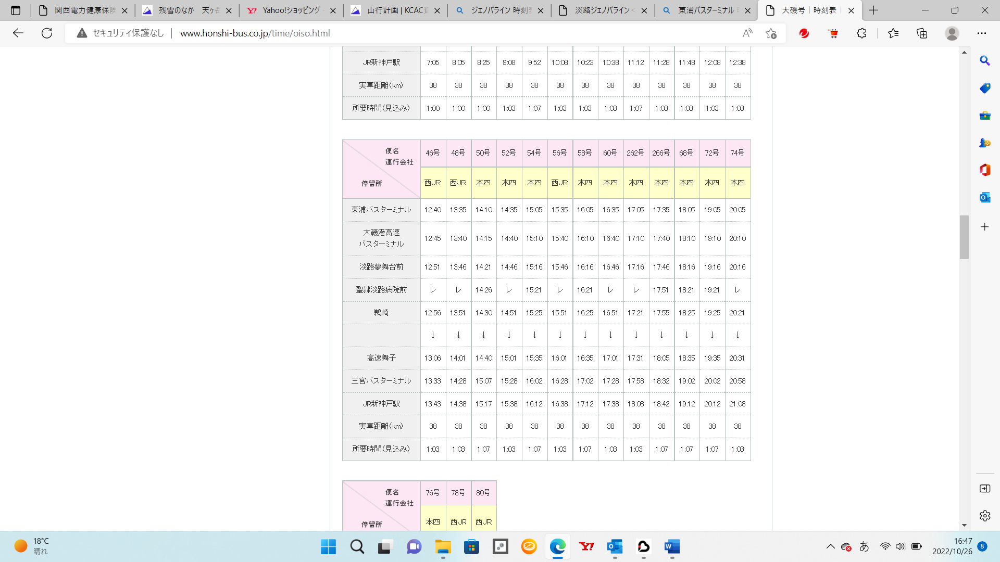 関西電力健康保険
残雪のなか　天ヶ岳
Yahoo!ショッピング -
山行計画 | KCAC
ジェノバライン 時刻表
淡路ジェノバライン <
東浦バスターミナル
大磯号｜時刻表｜
セキュリティ保護なし | www.honshi-bus.co.jp/time/oiso.html
JR新神戸駅 7:05 8:05 8:25 9:08 9:52 10:08 10:23 10:38 11:12 11:28 11:48 12:08 12:38
実車距離(km) 38 38 38 38 38 38 38 38 38 38 38 38 38
所要時間(見込み) 1:00 1:00 1:00 1:03 1:07 1:03 1:03 1:03 1:07 1:03 1:03 1:03 1:03
便名 46号 48号 50号 52号 54号 56号 58号 60号 262号 266号 68号 72号 74号
運行会社
停留所 西JR 西JR 本四 本四 本四 西JR 本四 本四 本四 本四 本四 本四 本四
東浦バスターミナル 12:40 13:35 14:10 14:35 15:05 15:35 16:05 16:35 17:05 17:35 18:05 19:05 20:05
大磯港高速
バスターミナル 12:45 13:40 14:15 14:40 15:10 15:40 16:10 16:40 17:10 17:40 18:10 19:10 20:10
淡路夢舞台前 12:51 13:46 14:21 14:46 15:16 15:46 16:16 16:46 17:16 17:46 18:16 19:16 20:16
聖隷淡路病院前 レ レ 14:26 レ 15:21 レ 16:21 レ レ 17:51 18:21 19:21 レ
鵜崎 12:56 13:51 14:30 14:51 15:25 15:51 16:25 16:51 17:21 17:55 18:25 19:25 20:21
↓ ↓ ↓ ↓ ↓ ↓ ↓ ↓ ↓ ↓ ↓ ↓ ↓
高速舞子 13:06 14:01 14:40 15:01 15:35 16:01 16:35 17:01 17:31 18:05 18:35 19:35 20:31
三宮バスターミナル 13:33 14:28 15:07 15:28 16:02 16:28 17:02 17:28 17:58 18:32 19:02 20:02 20:58
JR新神戸駅 13:43 14:38 15:17 15:38 16:12 16:38 17:12 17:38 18:08 18:42 19:12 20:12 21:08
実車距離(km) 38 38 38 38 38 38 38 38 38 38 38 38 38
所要時間(見込み) 1:03 1:03 1:07 1:03 1:07 1:03 1:07 1:03 1:03 1:07 1:07 1:07 1:03
便名 76号 78号 80号
運行会社
停留所 本四 西JR 西JR
18°C
晴れ
あ
16:47
2022/10/26 8